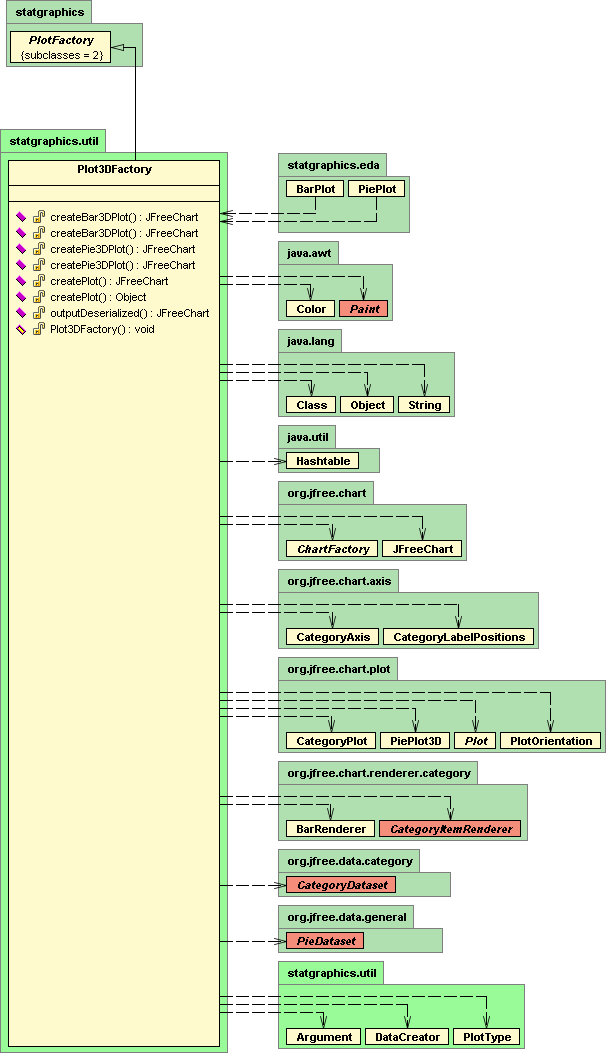 statgraphics
PlotFactory
{subclasses = 2}
statgraphics.util
Plot3DFactory
createBar3DPlot() : JFreeChart
createBar3DPlot() : JFreeChart
createPie3DPlot() : JFreeChart
createPie3DPlot() : JFreeChart
createPlot() : JFreeChart
createPlot() : Object
outputDeserialized() : JFreeChart
Plot3DFactory() : void
statgraphics.eda
BarPlot PiePlot
java.awt
Color Paint
java.lang
Class Object String
java.util
Hashtable
org.jfree.chart
ChartFactory JFreeChart
org.jfree.chart.axis
CategoryAxis CategoryLabelPositions
org.jfree.chart.plot
CategoryPlot PiePlot3D Plot PlotOrientation
org.jfree.chart.renderer.category
BarRenderer CategoryItemRenderer
org.jfree.data.category
CategoryDataset
org.jfree.data.general
PieDataset
statgraphics.util
Argument DataCreator PlotType